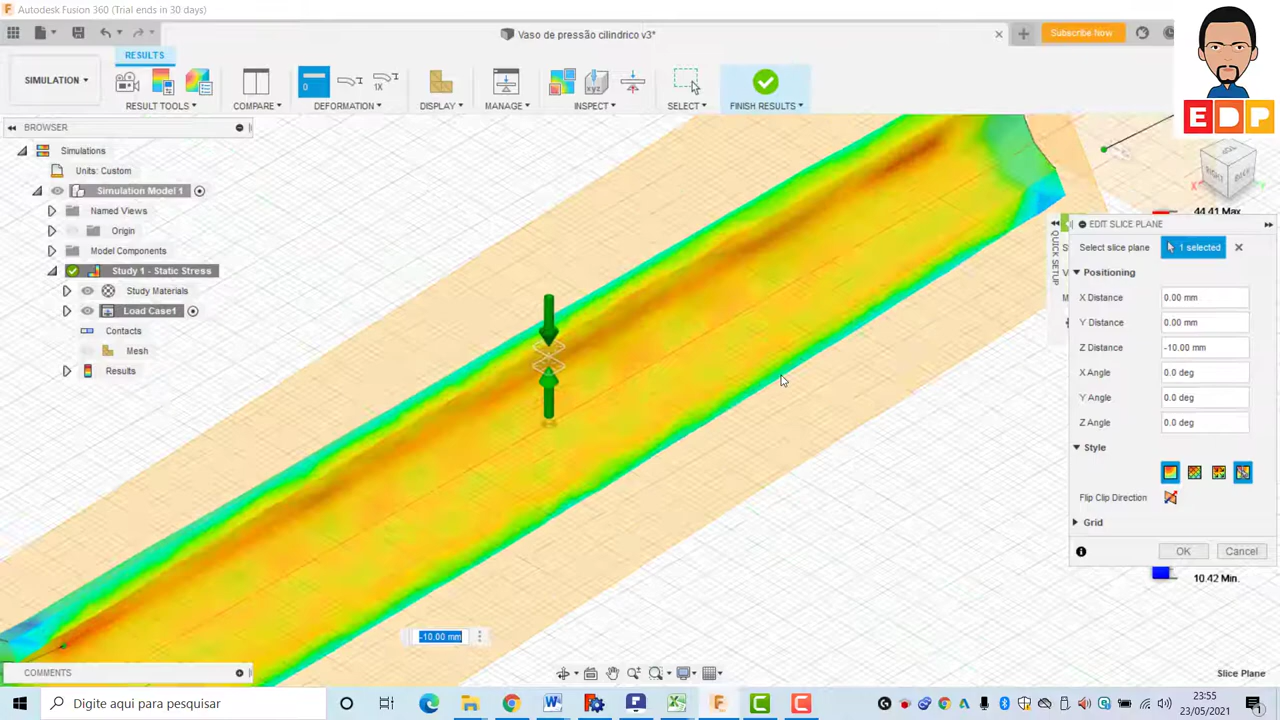 Autodesk Fusion 360 (Trial ends in 30 days)
Vaso de pressão cilindrico v3*
Subscribe Now
RESULTS
SIMULATION
RESULT TOOLS
COMPARE
DEFORMATION
DISPLAY
MANAGE
INSPECT
SELECT
FINISH RESULTS
EDP
BROWSER
Simulations
Units: Custom
Simulation Model 1
Named Views
Origin
Model Components
Study 1 - Static Stress
Study Materials
Load Case1
Contacts
Mesh
Results
44.41 Max
QUICK SETUP
EDIT SLICE PLANE
Select slice plane 1 selected
Positioning
X Distance 0.00 mm
Y Distance 0.00 mm
Z Distance -10.00 mm
X Angle 0.0 deg
Y Angle 0.0 deg
Z Angle 0.0 deg
Style
Flip Clip Direction
Grid
OK Cancel
10.42 Min.
-10.00 mm
COMMENTS
Slice Plane
Digite aqui para pesquisar
23:55
23/05/2021